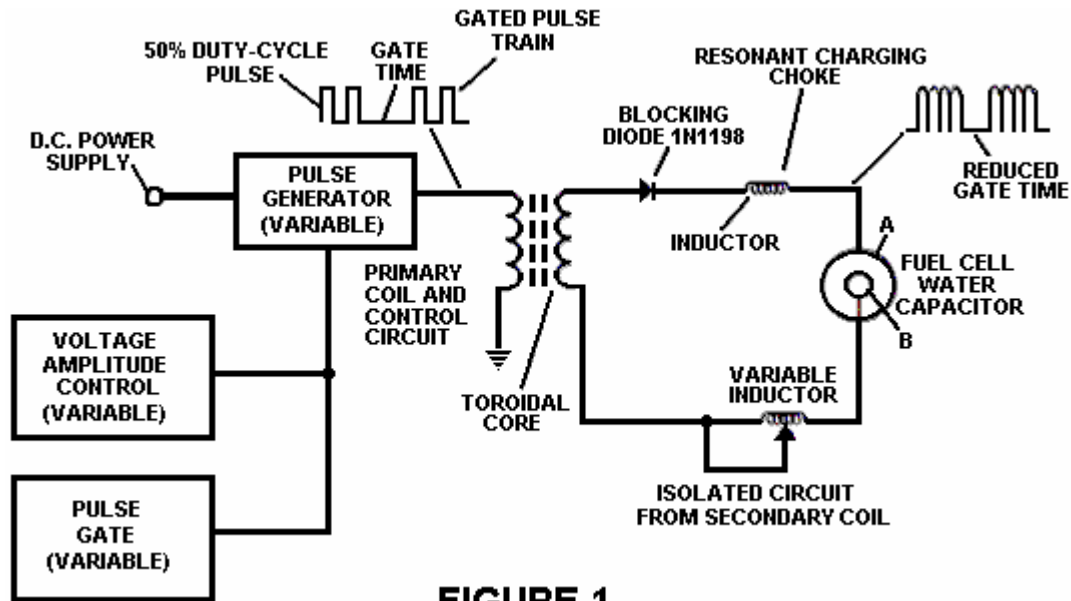 GATED PULSE
TRAIN
50% DUTY-CYCLE
PULSE
GATE
TIME
RESONANT CHARGING
CHOKE
BLOCKING
DIODE 1N1198
D.C. POWER
SUPPLY
PULSE
GENERATOR
(VARIABLE)
REDUCED
GATE TIME
INDUCTOR
A
FUEL CELL
WATER
CAPACITOR
B
PRIMARY
COIL AND
CONTROL
CIRCUIT
VOLTAGE
AMPLITUDE
CONTROL
(VARIABLE)
TOROIDAL
CORE
VARIABLE
INDUCTOR
ISOLATED CIRCUIT
FROM SECONDARY COIL
PULSE
GATE
(VARIABLE)
FIGURE 1